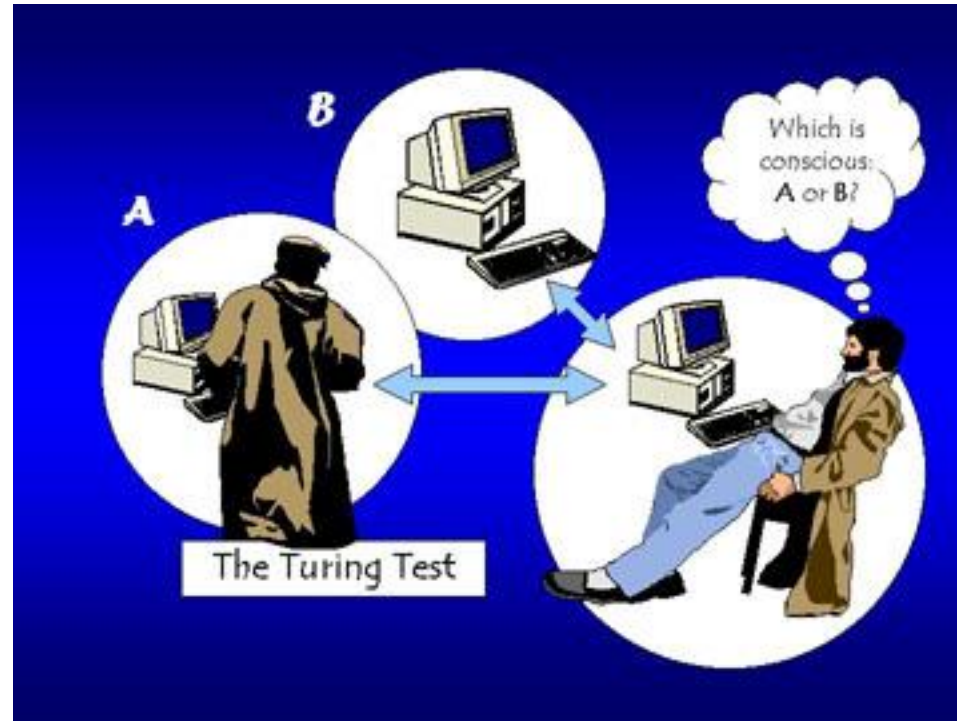 B
A
Which is
conscious:
A or B?
The Turing Test